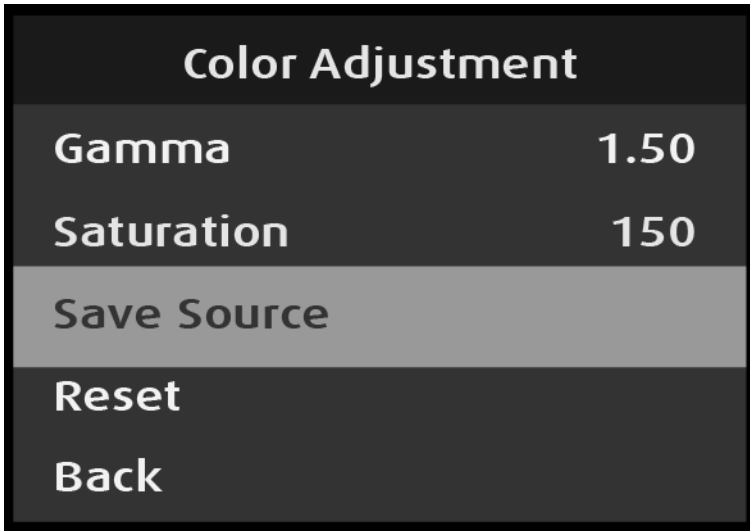 Color Adjustment
Gamma 1.50
Saturation 150
Save Source
Reset
Back